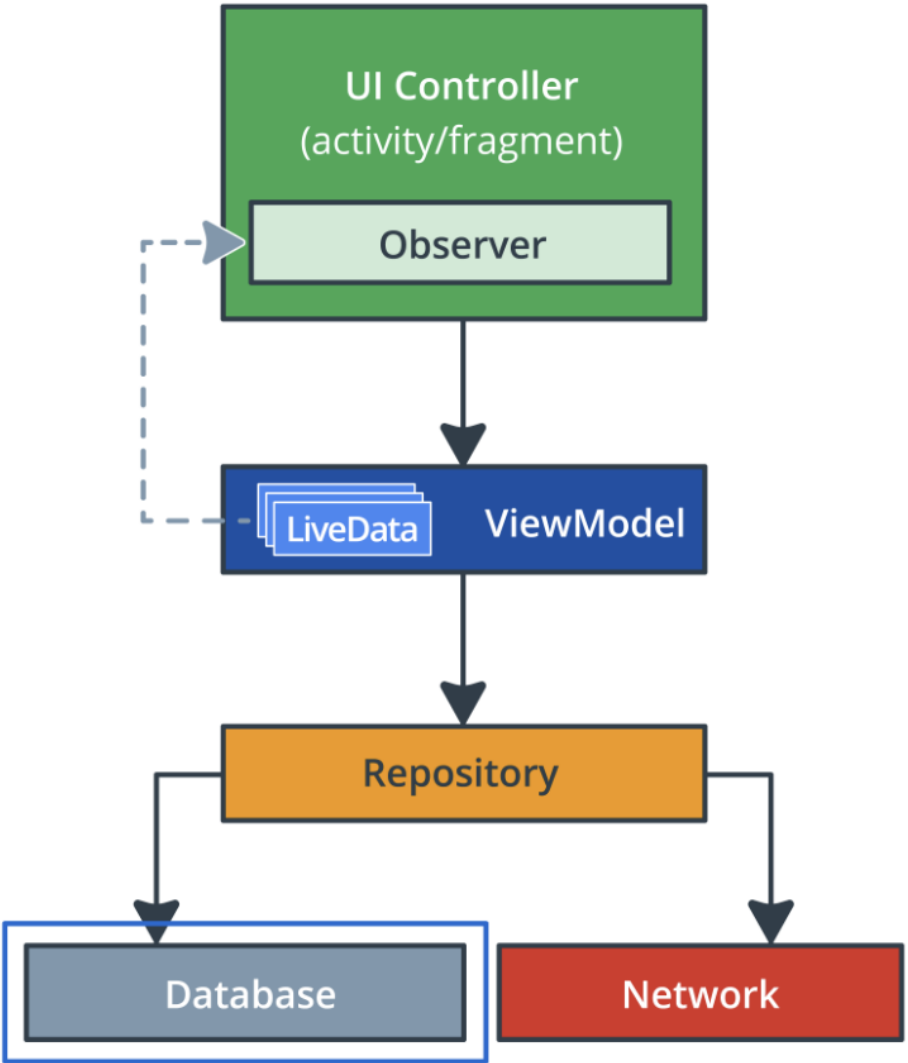 UI Controller
(activity/fragment)
Observer
LiveData
ViewModel
Repository
Database
Network